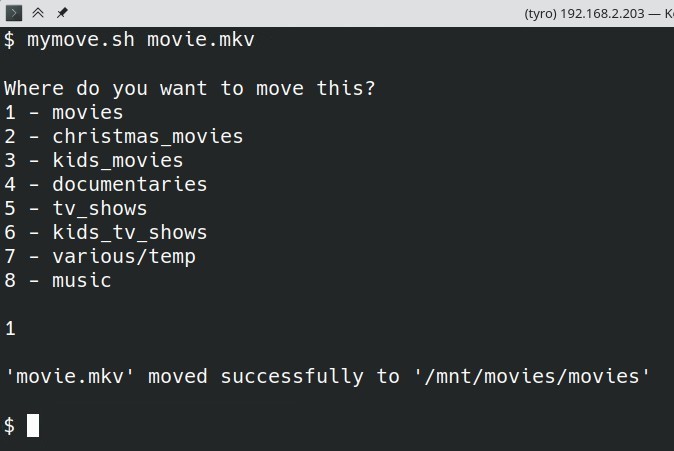 (tyro) 192.168.2.203 —
$ mymove.sh movie.mkv
Where do you want to move this?
1 - movies
2 - christmas_movies
3 - kids_movies
4 - documentaries
5 - tv_shows
6 - kids_tv_shows
7 - various/temp
8 - music
1
'movie.mkv' moved successfully to '/mnt/movies/movies'
$